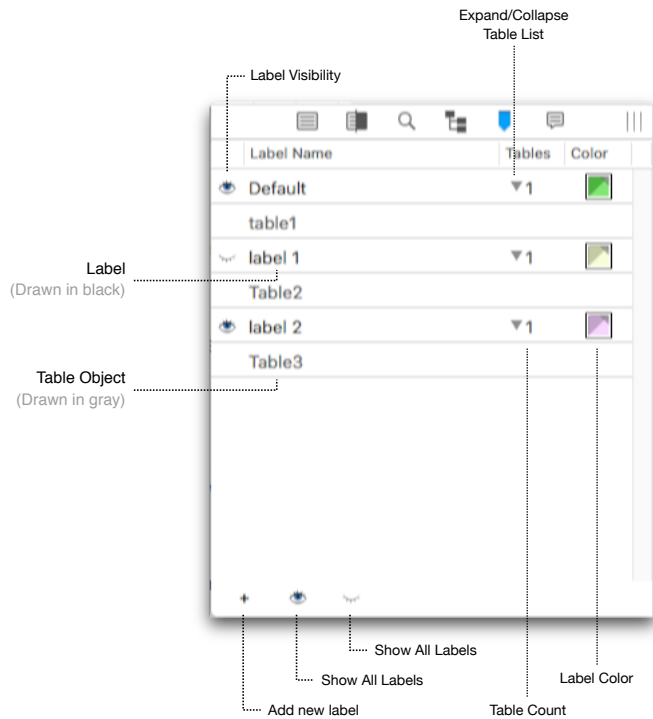 Expand/Collapse
Table List
Label Visibility
Label Name
Tables
Color
Default
1
table1
label 1
1
Label
(Drawn in black)
Table2
label 2
1
Table3
Table Object
(Drawn in gray)
+
Show All Labels
Show All Labels
Label Color
Add new label
Table Count